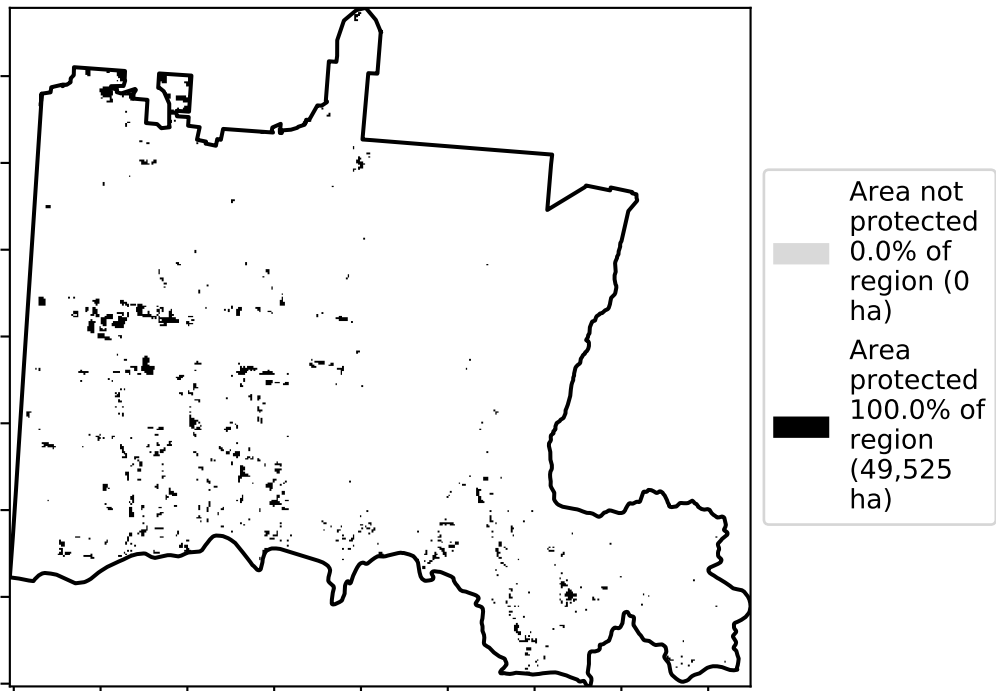 Area not
protected
0.0% of
region (0
ha)
Area
protected
100.0% of
region
(49,525
ha)